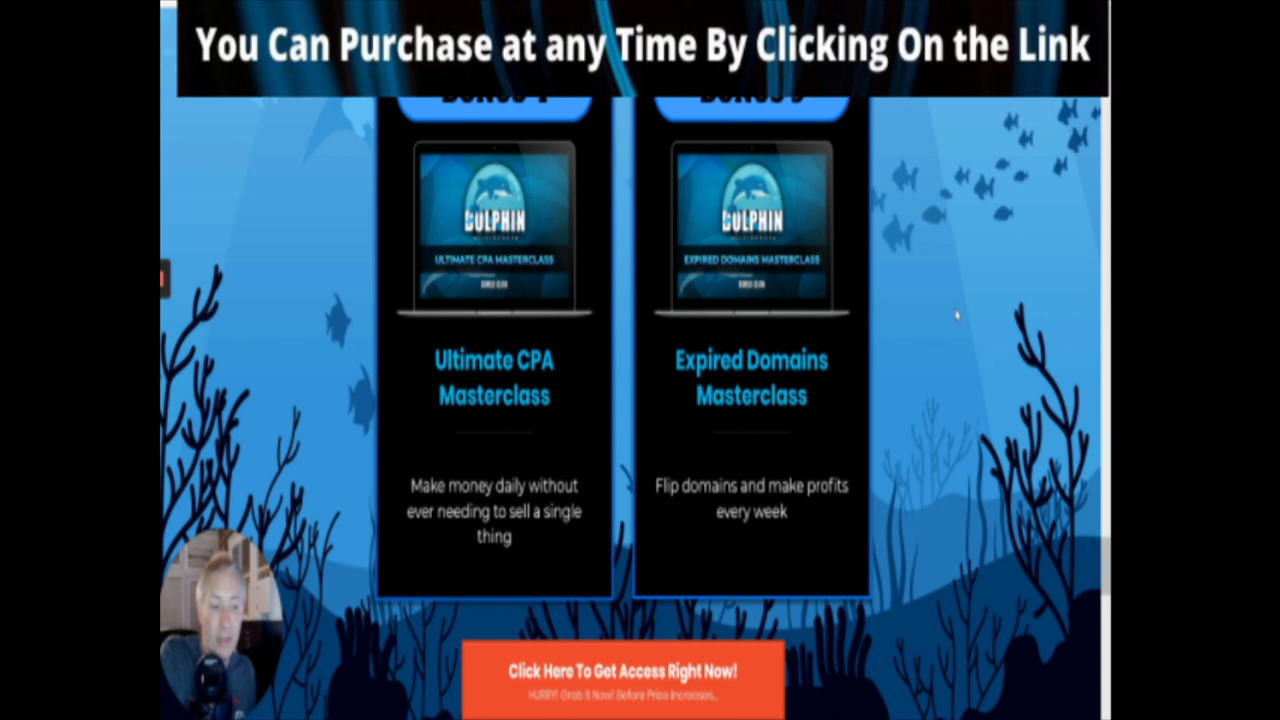 You Can Purchase at any Time By Clicking On the Link
DOLPHIN
ULTIMATE CPA MASTERCLASS
DOLPHIN
EXPIRED DOMAINS MASTERCLASS
Ultimate CPA
Masterclass
Make money daily without
ever needing to sell a single
thing
Expired Domains
Masterclass
Flip domains and make profits
every week
Click Here To Get Access Right Now!
HURRY! Grab It Now! Before Price Increases...